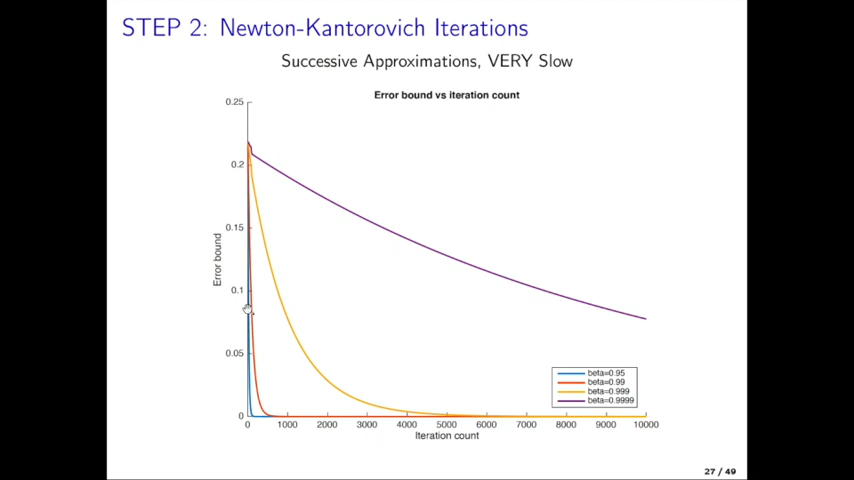 STEP 2: Newton-Kantorovich Iterations
Successive Approximations, VERY Slow
Error bound vs iteration count
0.25
0.2
0.15
0.1
0.05
0
Error bound
0 1000 2000 3000 4000 5000 6000 7000 8000 9000 10000
Iteration count
beta=0.95
beta=0.99
beta=0.999
beta=0.9999
27 / 49